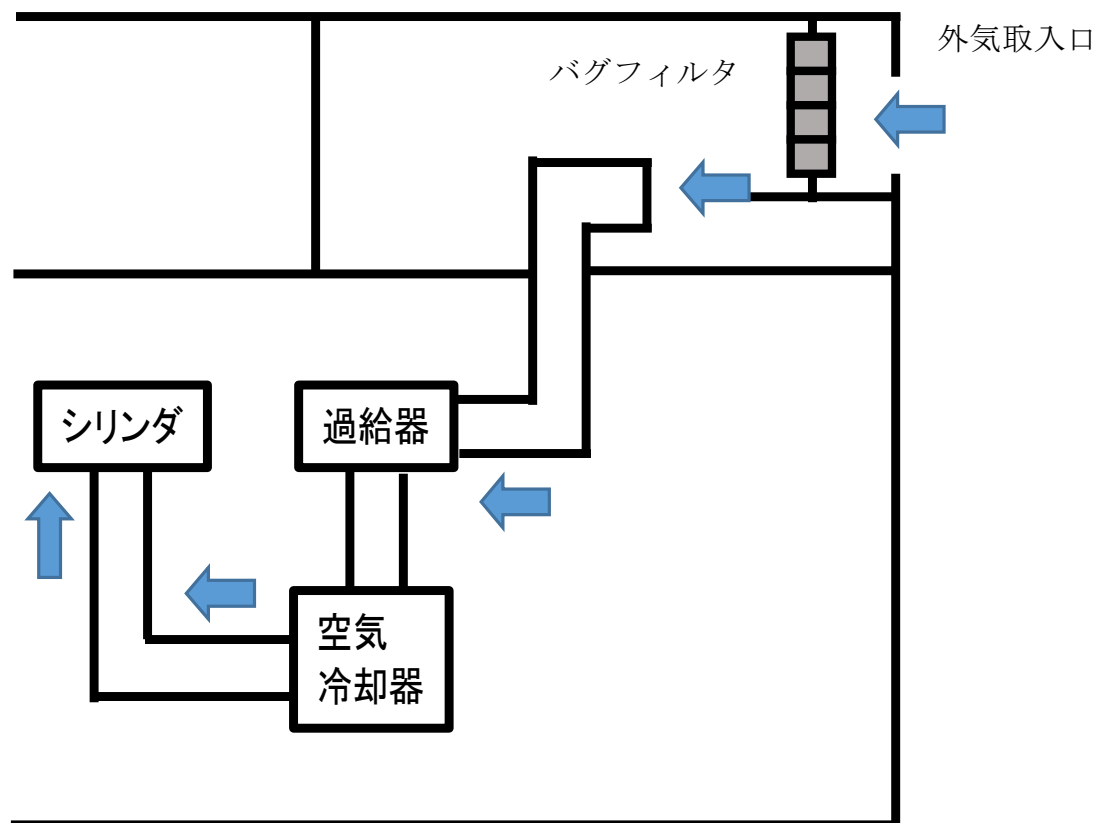 外気取入口
バグフィルタ
シリンダ
過給器
空気
冷却器